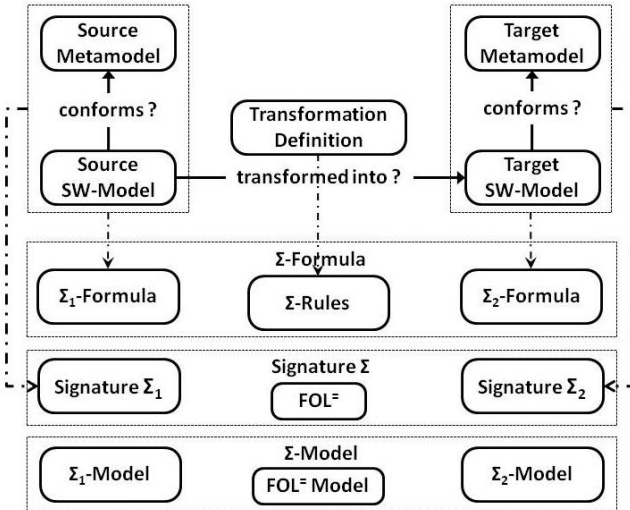 Source
Metamodel
Target
Metamodel
conforms ?
conforms ?
Transformation
Definition
Source
SW-Model
transformed into ?
Target
SW-Model
Σ-Formula
Σ₁-Formula
Σ-Rules
Σ₂-Formula
Signature Σ
Signature Σ₁
FOL⁼
Signature Σ₂
Σ-Model
Σ₁-Model
FOL⁼ Model
Σ₂-Model